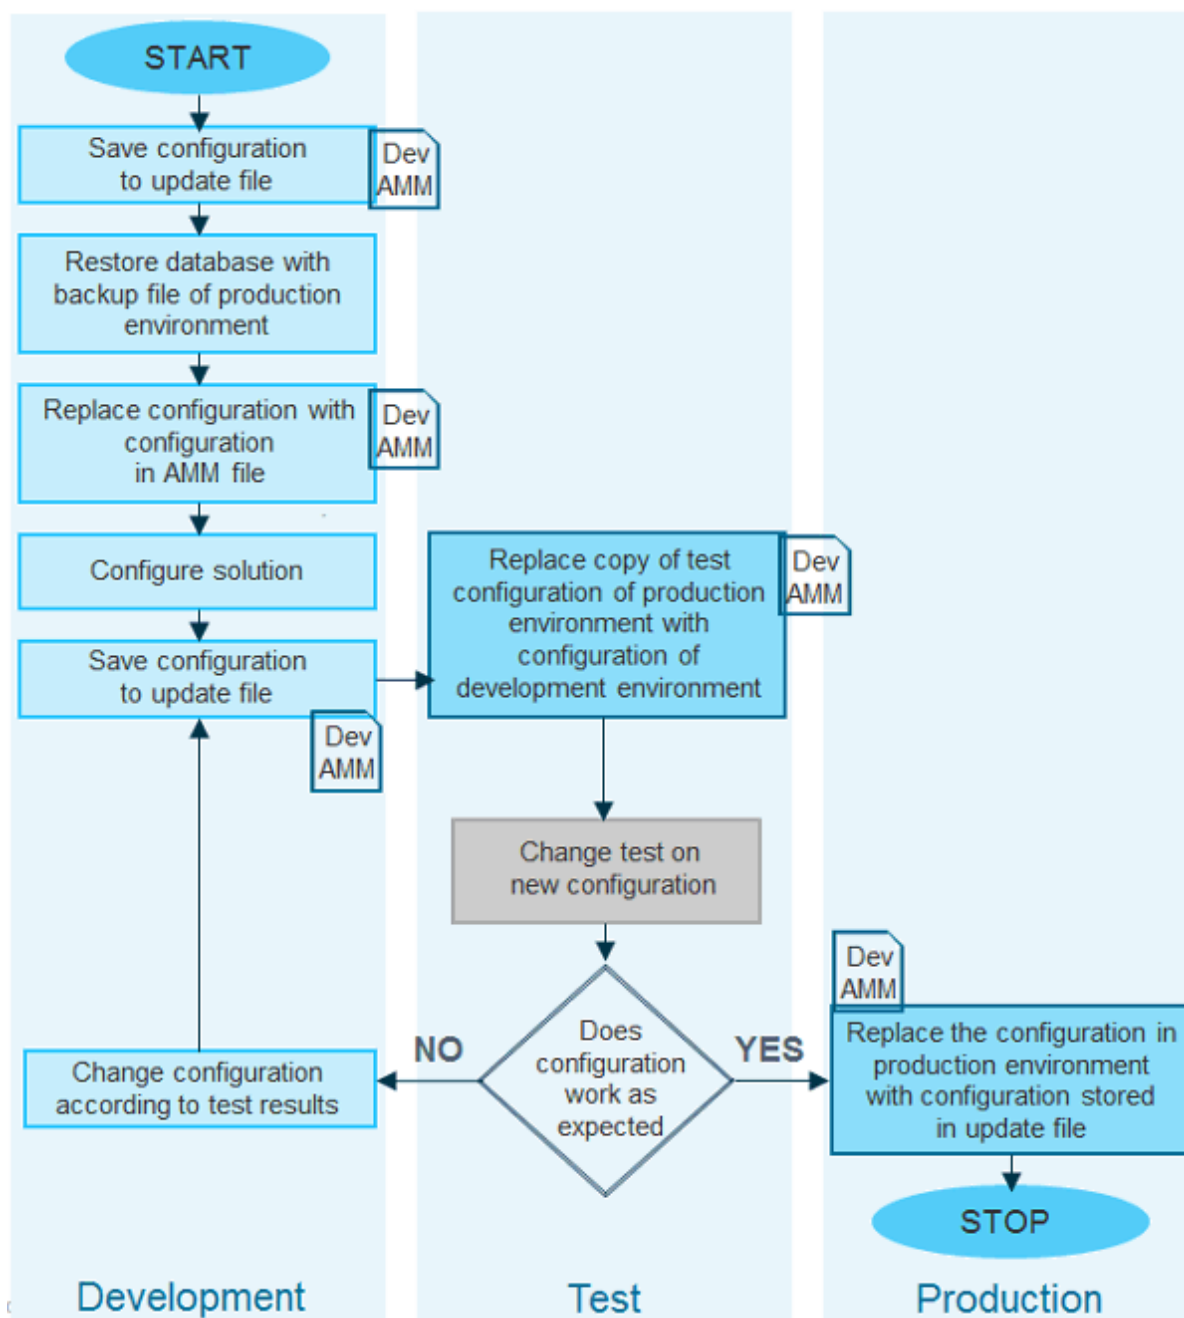 START
Save configuration
to update file
Dev
AMM
Restore database with
backup file of production
environment
Replace configuration with
configuration
in AMM file
Dev
AMM
Configure solution
Save configuration
to update file
Dev
AMM
Replace copy of test
configuration of production
environment with
configuration of
development environment
Dev
AMM
Change test on
new configuration
Does
configuration
work as
expected
NO
YES
Change configuration
according to test results
Dev
AMM
Replace the configuration in
production environment
with configuration stored
in update file
STOP
Development
Test
Production